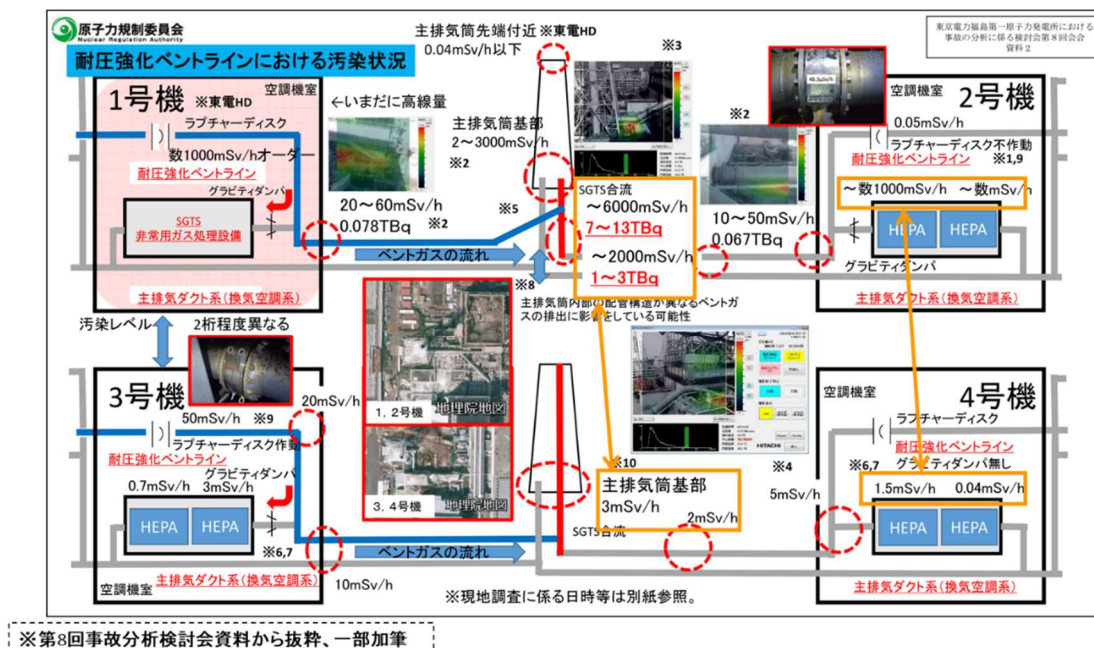 原子力規制委員会
Nuclear Regulation Authority
東京電力福島第一原子力発電所における
事故の分析に係る検討会第8回会合
資料2
耐圧強化ベントラインにおける汚染状況
主排気筒先端付近 ※東電HD
0.04mSv/h以下
※3
1号機 ※東電HD
空調機室
ラプチャーディスク
数1000mSv/hオーダー
耐圧強化ベントライン
グラビティダンパ
SGTS
非常用ガス処理設備
主排気ダクト系(換気空調系)
←いまだに高線量
※2
20~60mSv/h
0.078TBq ※2
主排気筒基部
2~3000mSv/h
※5
ベントガスの流れ
SGTS合流
~6000mSv/h
7~13TBq
~2000mSv/h
1~3TBq
※8
主排気筒内部の配管構造が異なるベントガ
スの排出に影響をしている可能性
※2
10~50mSv/h
0.067TBq
空調機室
2号機
0.05mSv/h
ラプチャーディスク不作動
耐圧強化ベントライン
※1,9
~数1000mSv/h ~数mSv/h
HEPA HEPA
グラビティダンパ
主排気ダクト系(換気空調系)
汚染レベル
2桁程度異なる
3号機
50mSv/h ※9
20mSv/h
ラプチャーディスク作動
耐圧強化ベントライン
グラビティダンパ
0.7mSv/h 3mSv/h
HEPA HEPA
※6,7
空調機室
主排気ダクト系(換気空調系)
10mSv/h
ベントガスの流れ
1.2号機
地理院地図
3.4号機
地理院地図
HITACHI
※10
※4
主排気筒基部
3mSv/h
2mSv/h
SGTS合流
5mSv/h
空調機室
4号機
ラプチャーディスク
耐圧強化ベントライン
※6,7
グラビティダンパ無し
1.5mSv/h 0.04mSv/h
HEPA HEPA
主排気ダクト系(換気空調系)
※現地調査に係る日時等は別紙参照。
※第8回事故分析検討会資料から抜粋、一部加筆